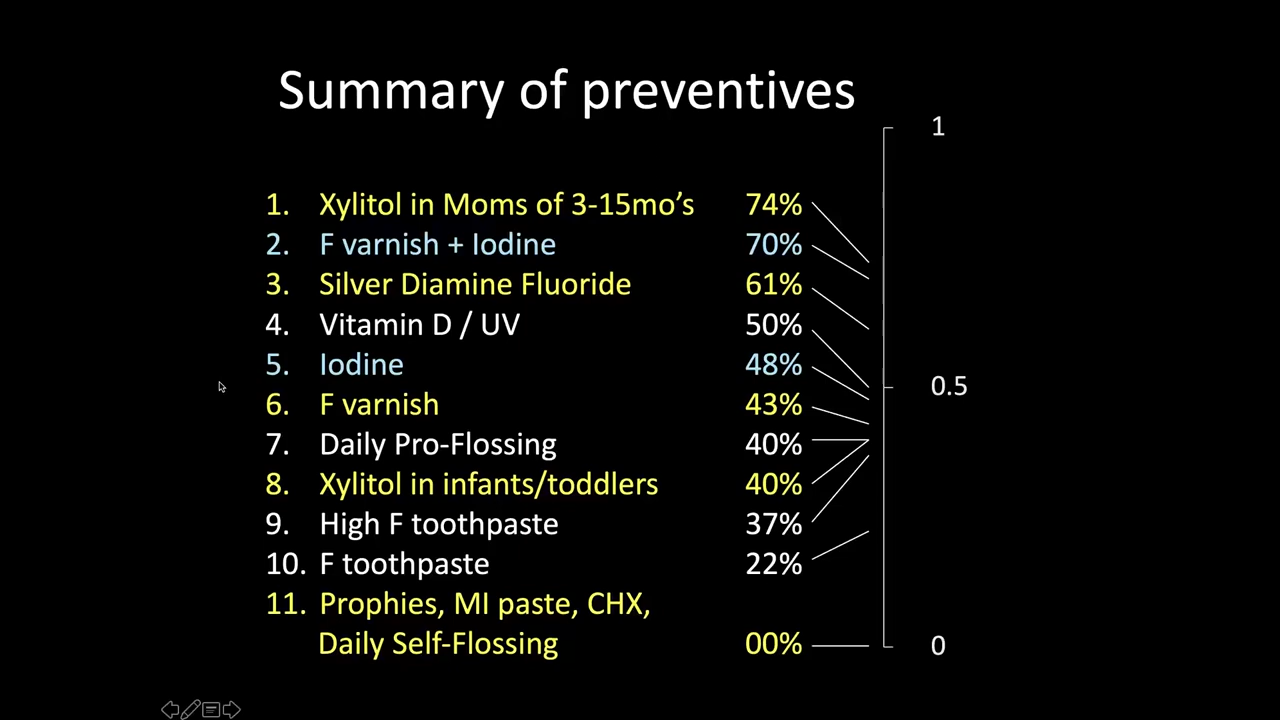 Summary of preventives
1
1. Xylitol in Moms of 3-15mo's 74%
2. F varnish + Iodine 70%
3. Silver Diamine Fluoride 61%
4. Vitamin D / UV 50%
5. Iodine 48%
0.5
6. F varnish 43%
7. Daily Pro-Flossing 40%
8. Xylitol in infants/toddlers 40%
9. High F toothpaste 37%
10. F toothpaste 22%
11. Prophies, MI paste, CHX,
Daily Self-Flossing 00%
0